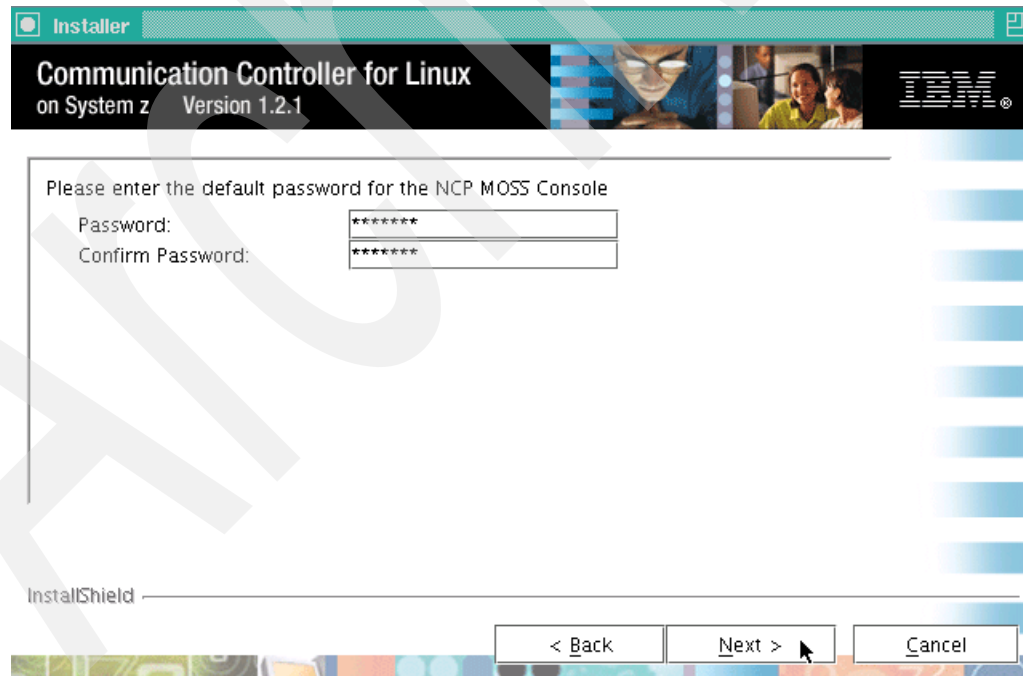 Installer
Communication Controller for Linux
on System z Version 1.2.1
IBM®
Please enter the default password for the NCP MOSS Console
Password: *******
Confirm Password: *******
InstallShield
< Back Next > Cancel